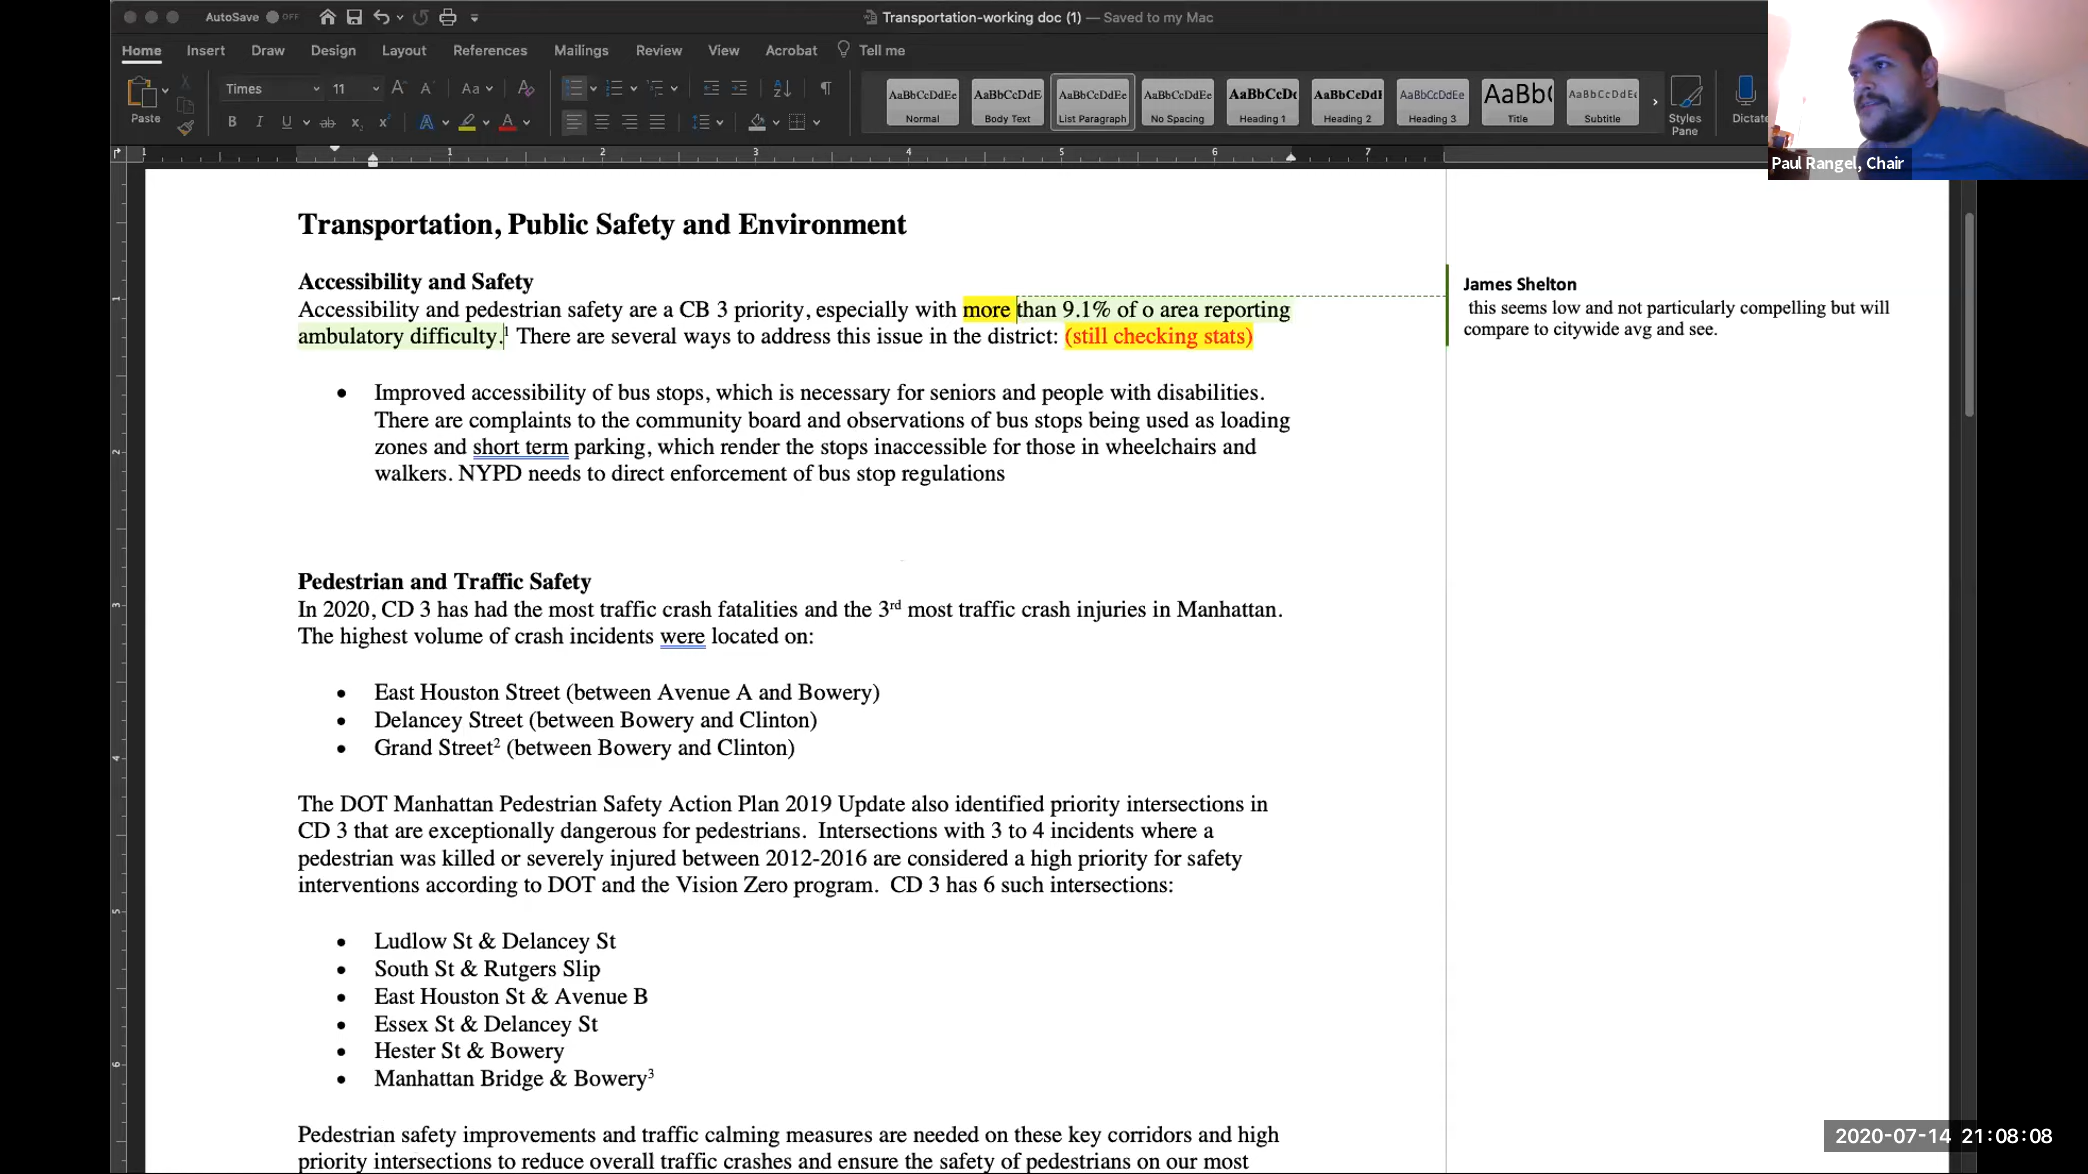 AutoSave OFF
Transportation-working doc (1) — Saved to my Mac
Home Insert Draw Design Layout References Mailings Review View Acrobat Tell me
Paste
Times 11
Aa
B I U ab x x A A
AaBbCcDdEe AaBbCcDdE AaBbCcDdEe AaBbCcDdEe AaBbCcDc AaBbCcDdI AaBbCcDdEe AaBb( AaBbCcDdEe
Normal Body Text List Paragraph No Spacing Heading 1 Heading 2 Heading 3 Title Subtitle
Styles
Pane
Dictate
Paul Rangel, Chair
1 1 2 3 4 5 6 7
Transportation, Public Safety and Environment
Accessibility and Safety
Accessibility and pedestrian safety are a CB 3 priority, especially with more than 9.1% of o area reporting
ambulatory difficulty.1 There are several ways to address this issue in the district: (still checking stats)
James Shelton
this seems low and not particularly compelling but will
compare to citywide avg and see.
• Improved accessibility of bus stops, which is necessary for seniors and people with disabilities.
There are complaints to the community board and observations of bus stops being used as loading
zones and short term parking, which render the stops inaccessible for those in wheelchairs and
walkers. NYPD needs to direct enforcement of bus stop regulations
Pedestrian and Traffic Safety
In 2020, CD 3 has had the most traffic crash fatalities and the 3rd most traffic crash injuries in Manhattan.
The highest volume of crash incidents were located on:
• East Houston Street (between Avenue A and Bowery)
• Delancey Street (between Bowery and Clinton)
• Grand Street2 (between Bowery and Clinton)
The DOT Manhattan Pedestrian Safety Action Plan 2019 Update also identified priority intersections in
CD 3 that are exceptionally dangerous for pedestrians. Intersections with 3 to 4 incidents where a
pedestrian was killed or severely injured between 2012-2016 are considered a high priority for safety
interventions according to DOT and the Vision Zero program. CD 3 has 6 such intersections:
• Ludlow St & Delancey St
• South St & Rutgers Slip
• East Houston St & Avenue B
• Essex St & Delancey St
• Hester St & Bowery
• Manhattan Bridge & Bowery3
Pedestrian safety improvements and traffic calming measures are needed on these key corridors and high
priority intersections to reduce overall traffic crashes and ensure the safety of pedestrians on our most
2020-07-14 21:08:08